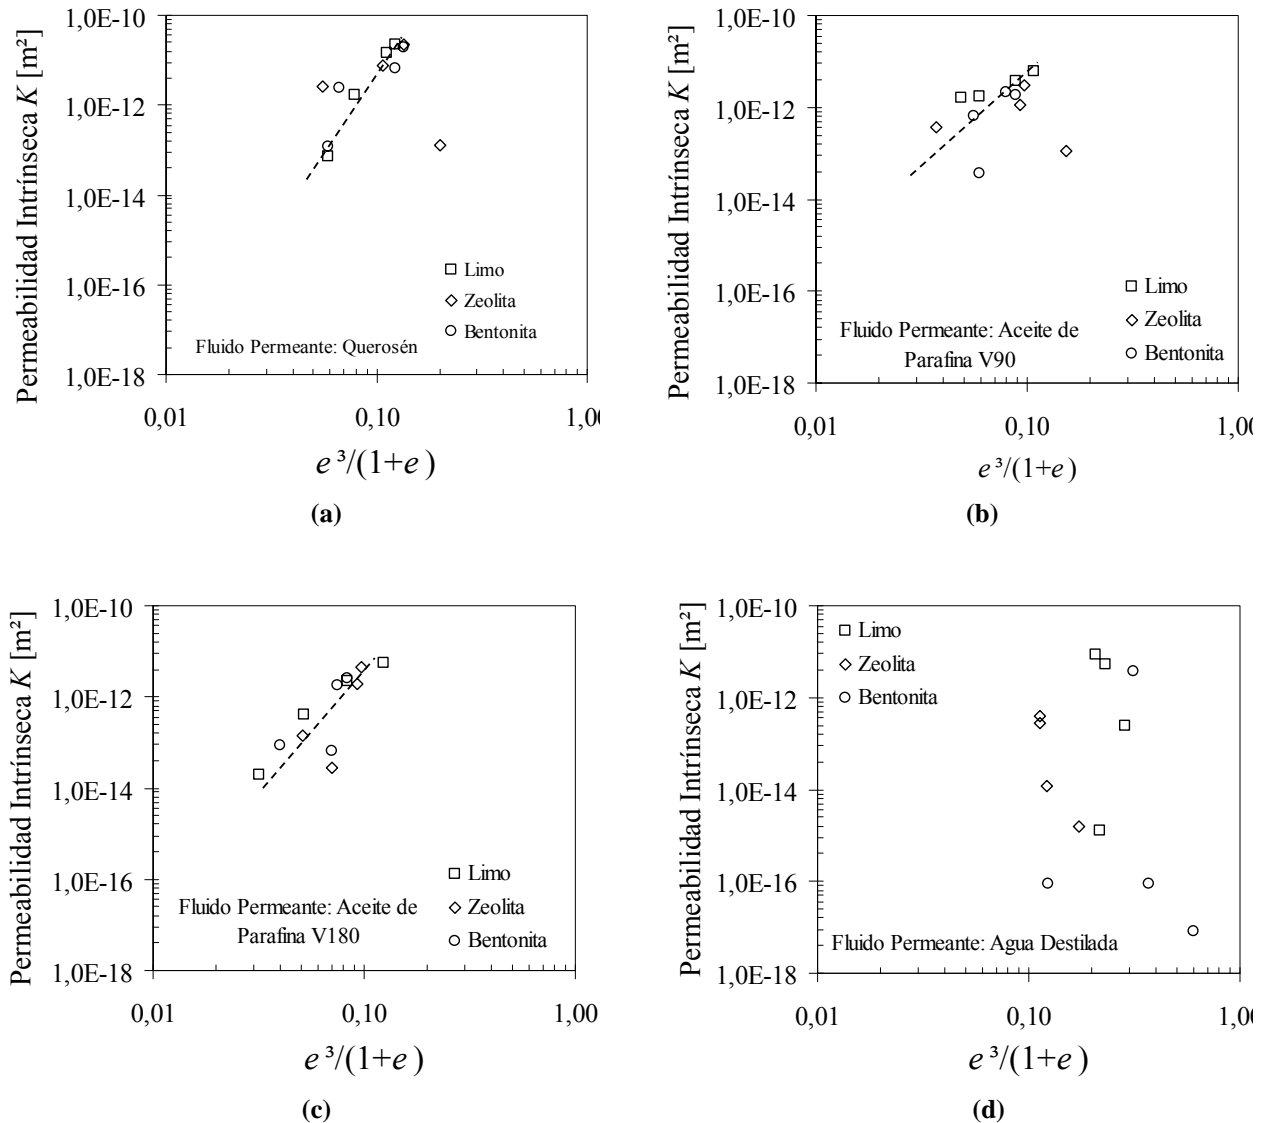 Permeabilidad Intrínseca K [m²]
1,0E-10
1,0E-12
1,0E-14
1,0E-16
1,0E-18
Limo
Zeolita
Bentonita
Fluido Permeante: Querosén
0,01
0,10
1,00
e³/(1+e)
(a)
Permeabilidad Intrínseca K [m²]
1,0E-10
1,0E-12
1,0E-14
1,0E-16
1,0E-18
Limo
Zeolita
Bentonita
Fluido Permeante: Aceite de
Parafina V90
0,01
0,10
1,00
e³/(1+e)
(b)
Permeabilidad Intrínseca K [m²]
1,0E-10
1,0E-12
1,0E-14
1,0E-16
1,0E-18
Limo
Zeolita
Bentonita
Fluido Permeante: Aceite de
Parafina V180
0,01
0,10
1,00
e³/(1+e)
(c)
Permeabilidad Intrínseca K [m²]
1,0E-10
1,0E-12
1,0E-14
1,0E-16
1,0E-18
Limo
Zeolita
Bentonita
Fluido Permeante: Agua Destilada
0,01
0,10
1,00
e³/(1+e)
(d)